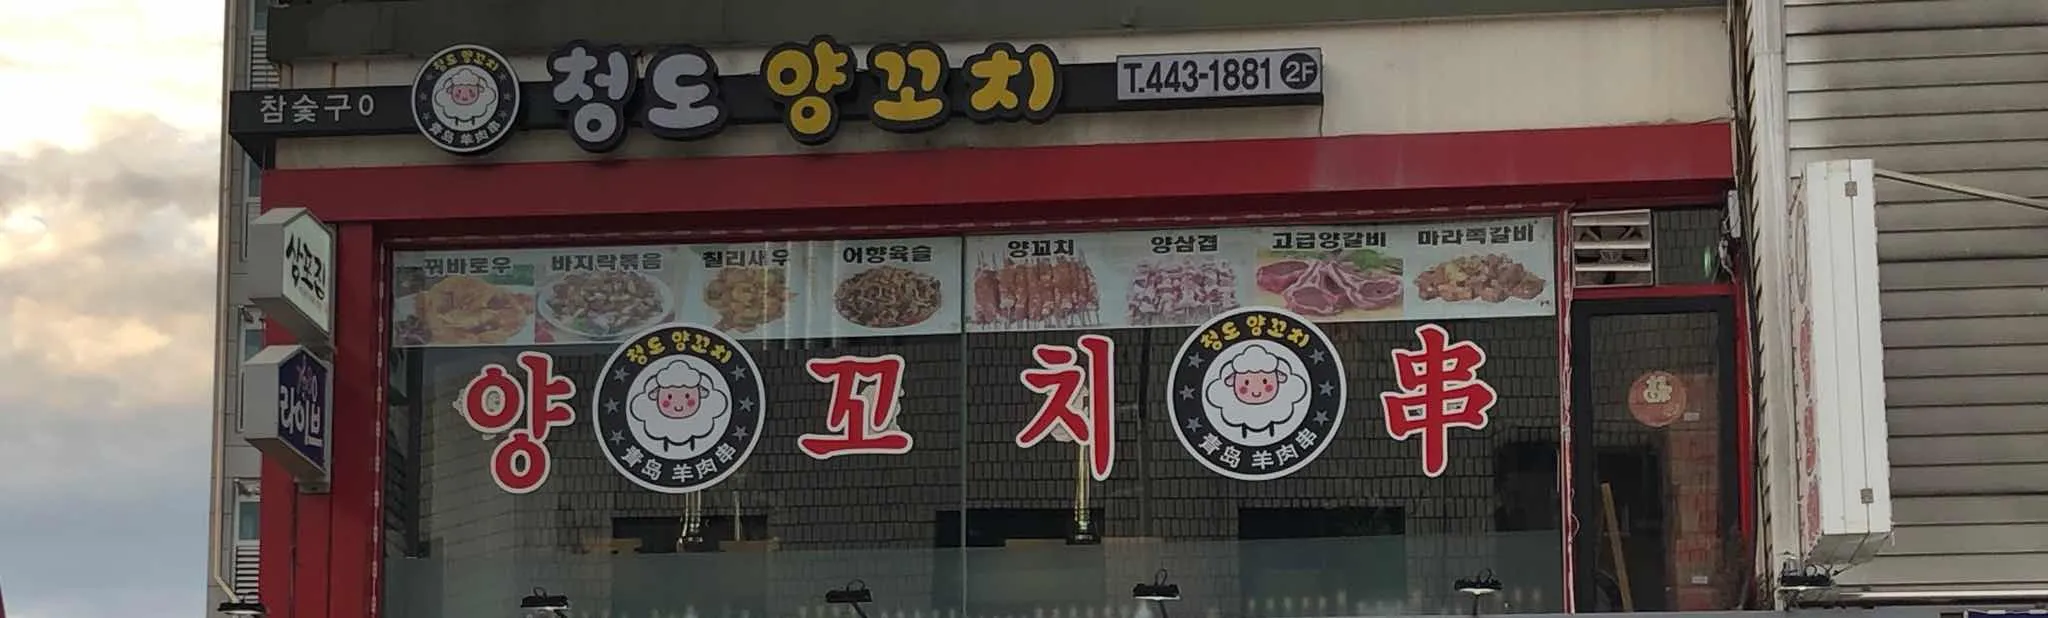 참숯구이
청도 양꼬치
青岛 羊肉串
청도 양꼬치
T.443-1881 2F
꿔바로우
바지락볶음
칠리새우
어향육슬
양꼬치
양삼겹
고급양갈비
마라쪽갈비
양
청도 양꼬치
青岛 羊肉串
꼬
치
청도 양꼬치
青岛 羊肉串
串
라이브